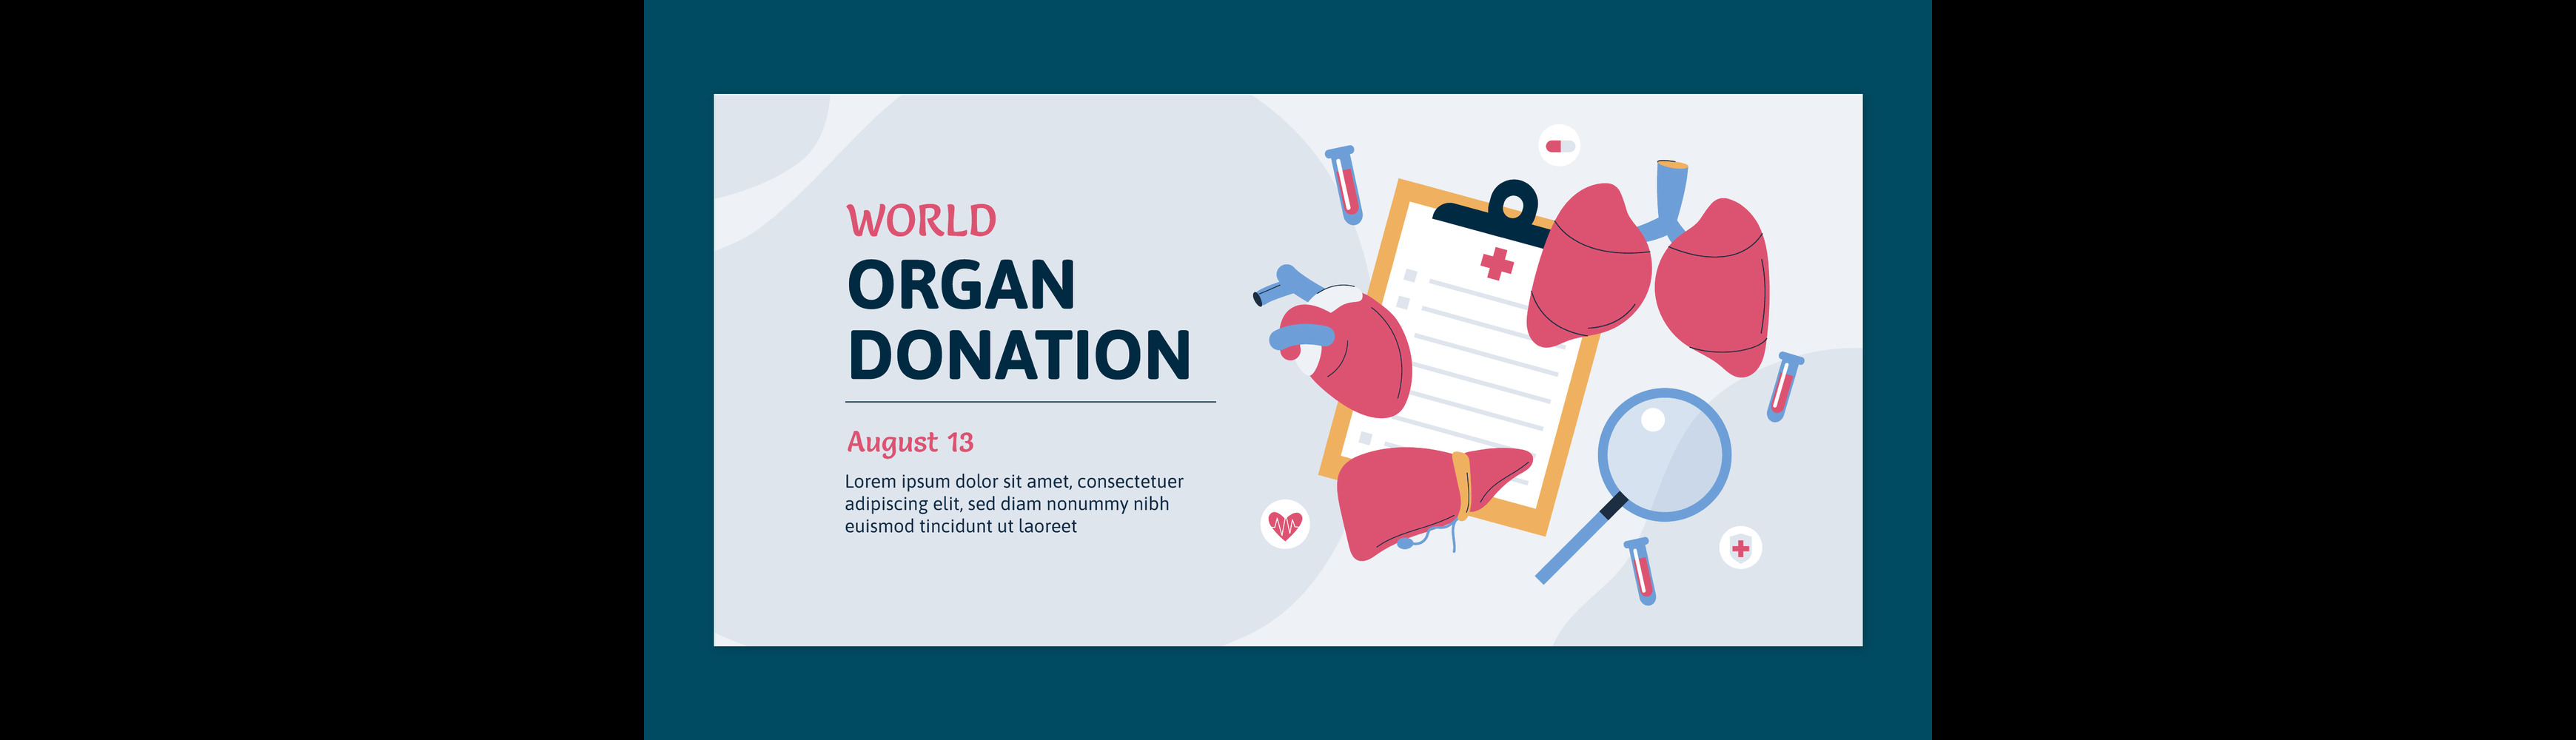 WORLD
ORGAN
DONATION
August 13
Lorem ipsum dolor sit amet, consectetuer
adipiscing elit, sed diam nonummy nibh
euismod tincidunt ut laoreet